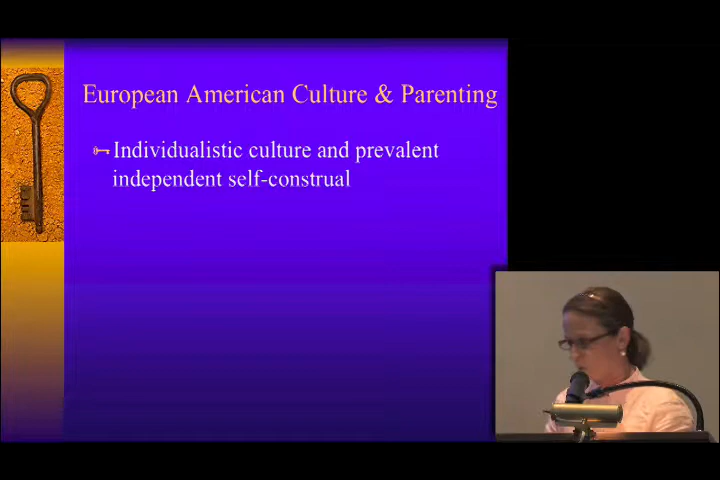 European American Culture & Parenting
Individualistic culture and prevalent
independent self-construal